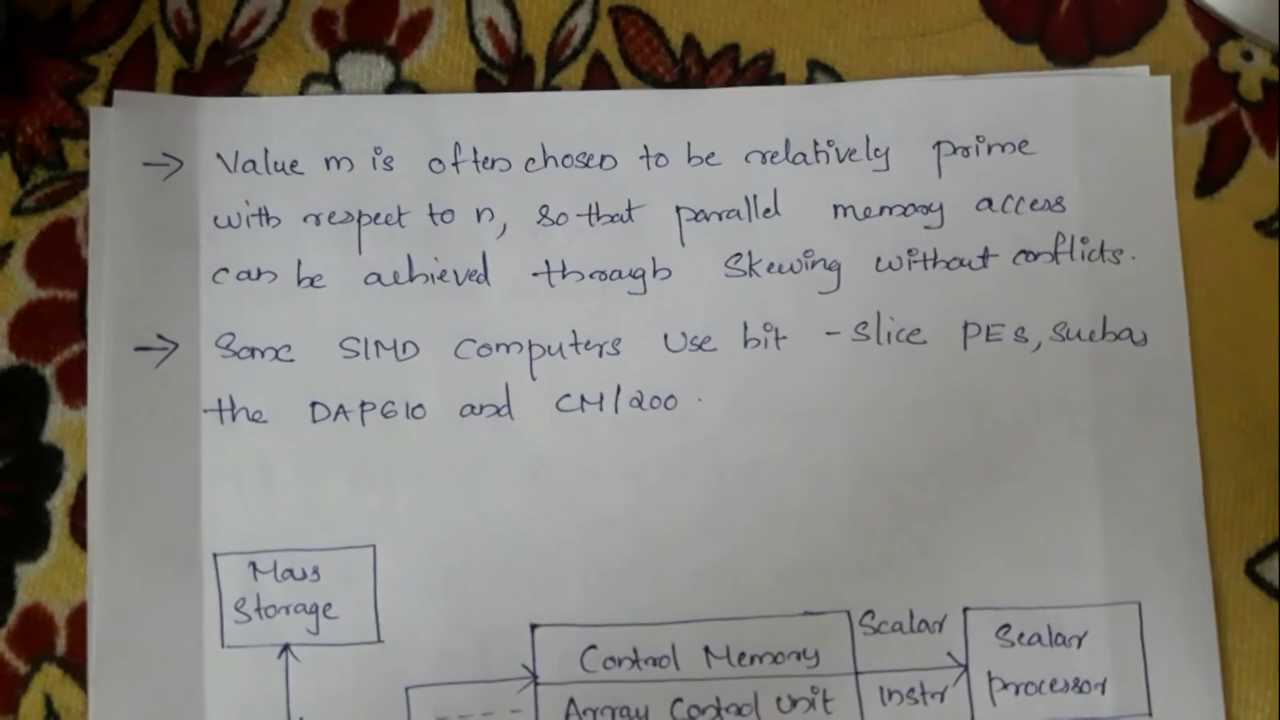 → Value m is often chosen to be relatively prime
with respect to n, so that parallel memory access
can be achieved through skewing without conflicts.
→ Some SIMD computers use bit - slice PEs, such as
the DAP610 and CM/200.
Mass
Storage
Control Memory
Scalar
Scalar
Array Control Unit
Instr
processor